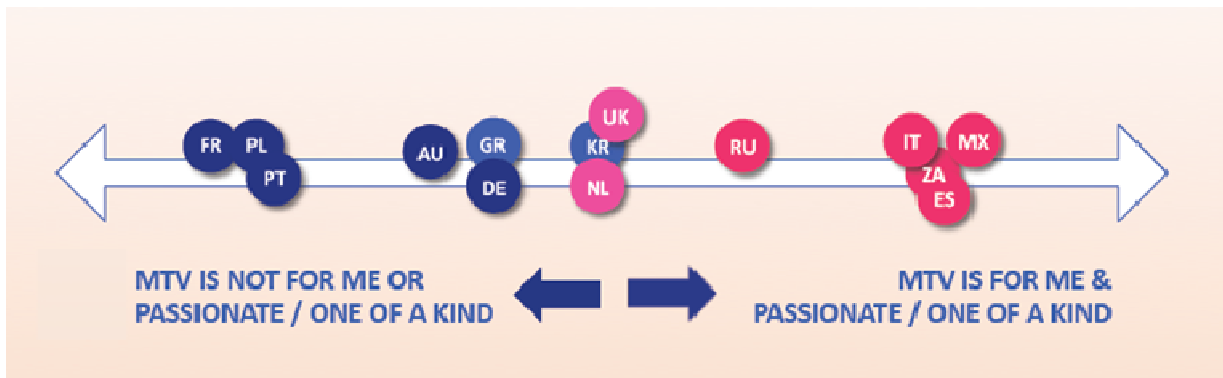 UK
FR PL AU GR KR RU IT MX
PT DE NL ZA
ES
MTV IS NOT FOR ME OR
PASSIONATE / ONE OF A KIND
MTV IS FOR ME &
PASSIONATE / ONE OF A KIND